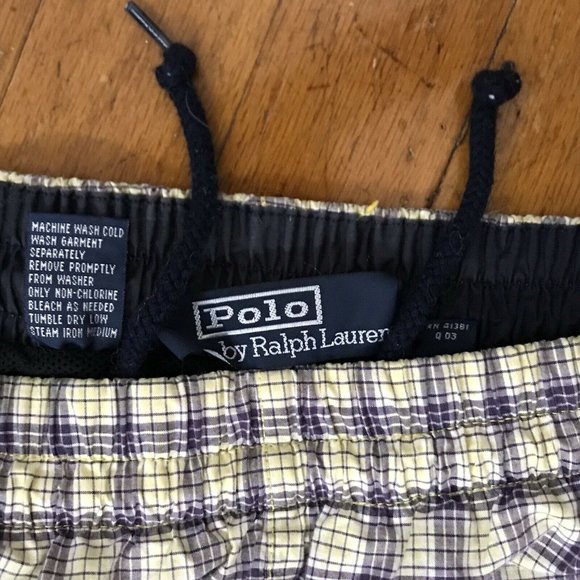 MACHINE WASH COLD
WASH GARMENT
SEPARATELY
REMOVE PROMPTLY
FROM WASHER
ONLY NON-CHLORINE
BLEACH AS NEEDED
TUMBLE DRY LOW
STEAM IRON MEDIUM
Polo
by Ralph Lauren
RN 41381
Q 03